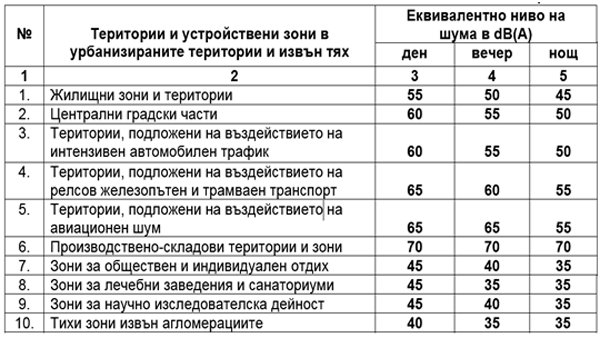 № Територии и устройствени зони в урбанизираните територии и извън тях Еквивалентно ниво на шума в dB(A)
ден вечер нощ
1 2 3 4 5
1. Жилищни зони и територии 55 50 45
2. Централни градски части 60 55 50
3. Територии, подложени на въздействието на
интензивен автомобилен трафик 60 55 50
4. Територии, подложени на въздействието на
релсов железопътен и трамваен транспорт 65 60 55
5. Територии, подложени на въздействието на
авиационен шум 65 65 55
6. Производствено-складови територии и зони 70 70 70
7. Зони за обществен и индивидуален отдих 45 40 35
8. Зони за лечебни заведения и санаториуми 45 35 35
9. Зони за научно изследователска дейност 45 40 35
10. Тихи зони извън агломерациите 40 35 35